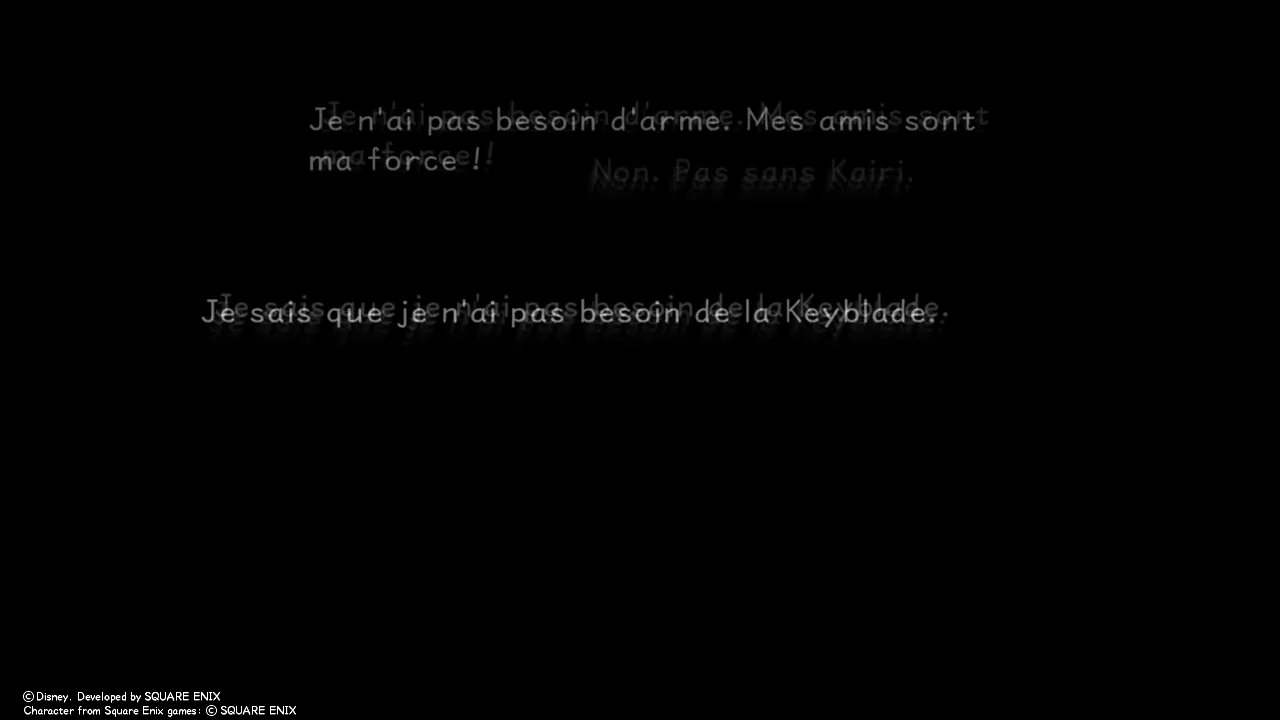 Je n'ai pas besoin d'arme. Mes amis sont
ma force !
Non. Pas sans Kairi.
Je sais que je n'ai pas besoin de la Keyblade.
©Disney. Developed by SQUARE ENIX
Character from Square Enix games: © SQUARE ENIX